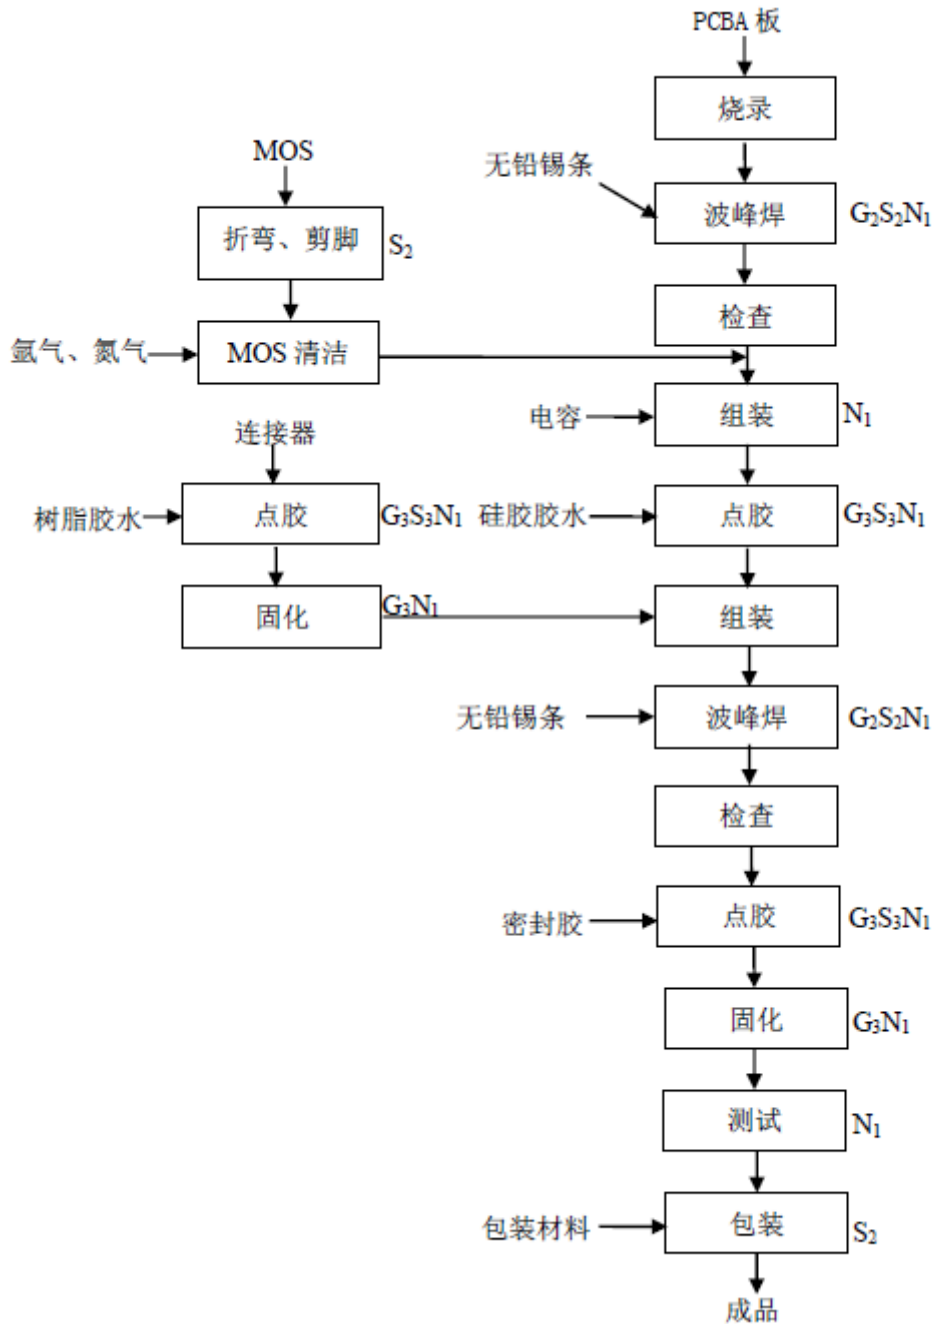 PCBA 板
烧录
MOS
无铅锡条
波峰焊
G2S2N1
折弯、剪脚
S2
检查
氩气、氮气
MOS 清洁
电容
组装
N1
连接器
树脂胶水
点胶
G3S3N1
硅胶胶水
点胶
G3S3N1
固化
G3N1
组装
无铅锡条
波峰焊
G2S2N1
检查
密封胶
点胶
G3S3N1
固化
G3N1
测试
N1
包装材料
包装
S2
成品